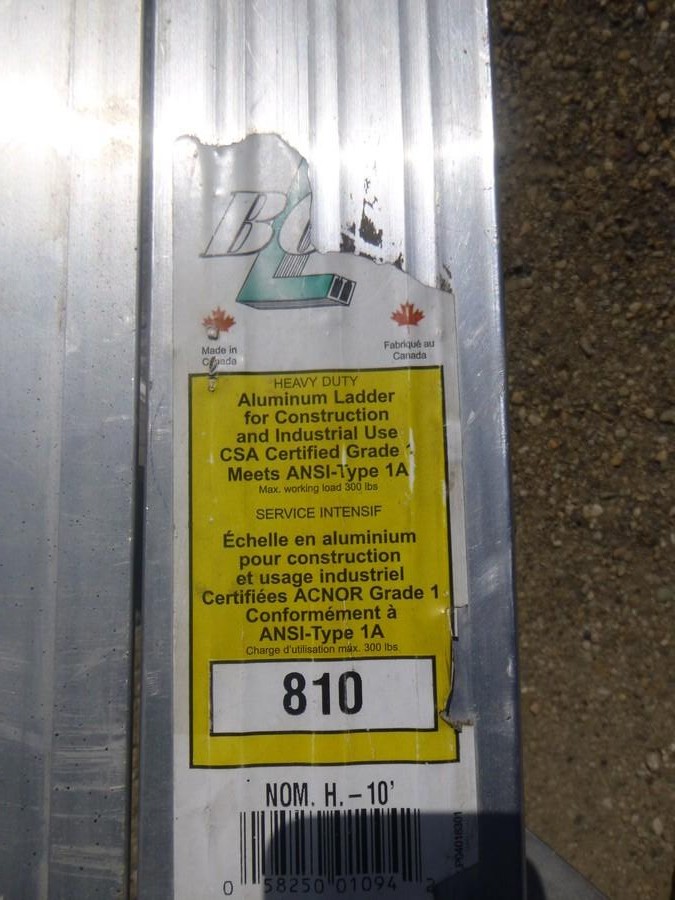 Made in
Canada
Fabriqué au
Canada
HEAVY DUTY
Aluminum Ladder
for Construction
and Industrial Use
CSA Certified Grade
Meets ANSI-Type 1A
Max. working load 300 lbs
SERVICE INTENSIF
Échelle en aluminium
pour construction
et usage industriel
Certifiées ACNOR Grade 1
Conformément à
ANSI-Type 1A
Charge d'utilisation max. 300 lbs
810
NOM. H. – 10'
0 58250 01094 2